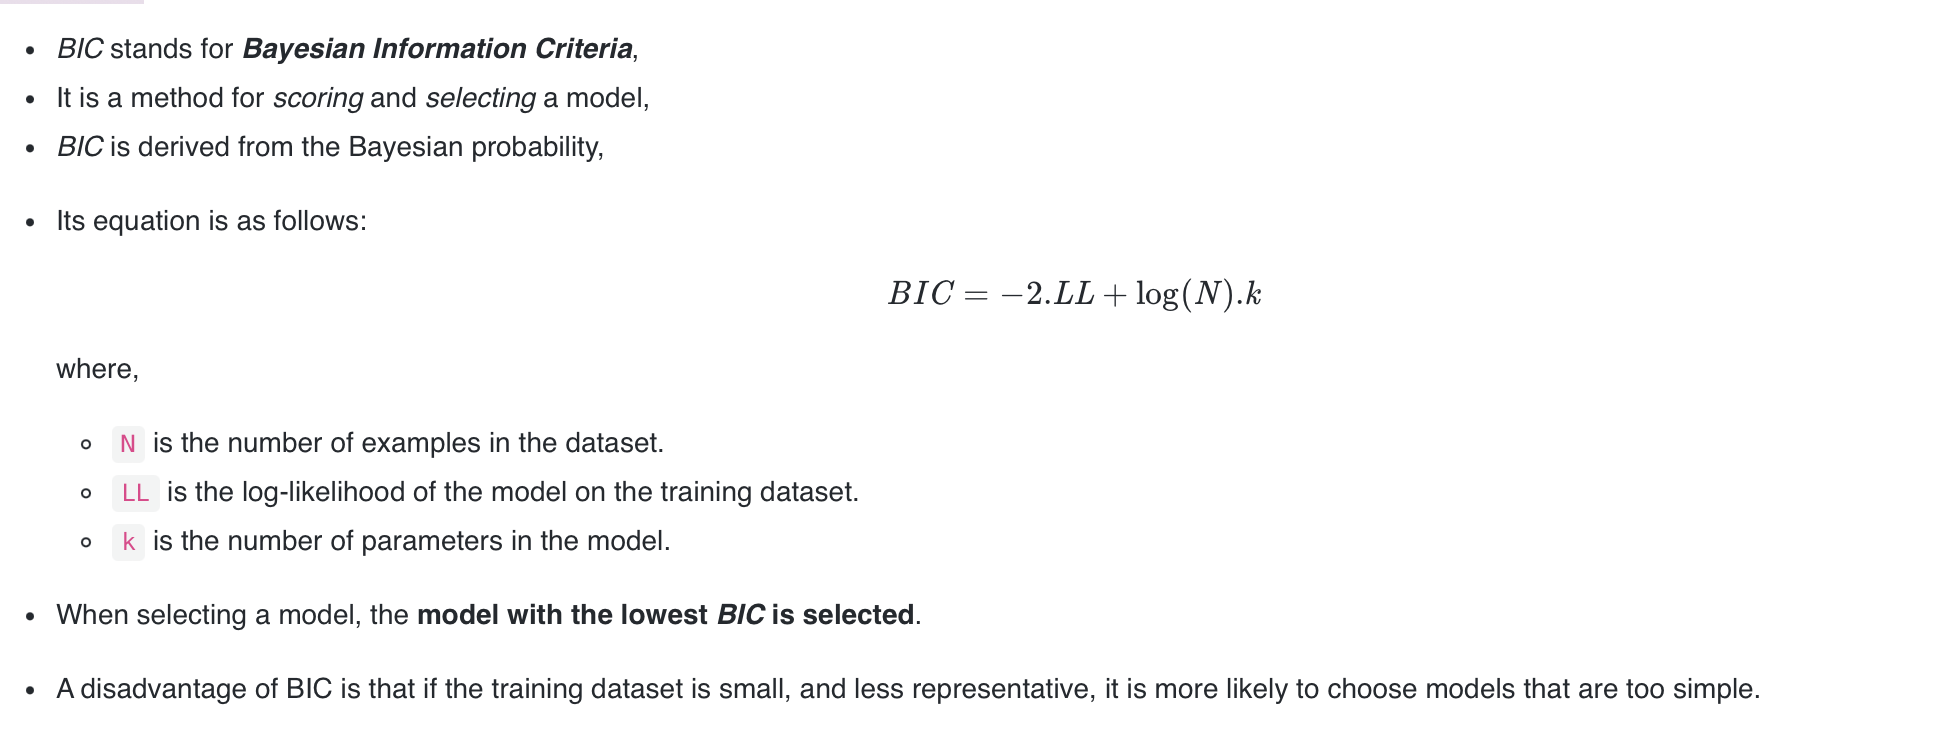 BIC stands for Bayesian Information Criteria,
It is a method for scoring and selecting a model,
BIC is derived from the Bayesian probability,
Its equation is as follows:
BIC = −2.LL + log(N).k
where,
N is the number of examples in the dataset.
LL is the log-likelihood of the model on the training dataset.
k is the number of parameters in the model.
When selecting a model, the model with the lowest BIC is selected.
A disadvantage of BIC is that if the training dataset is small, and less representative, it is more likely to choose models that are too simple.